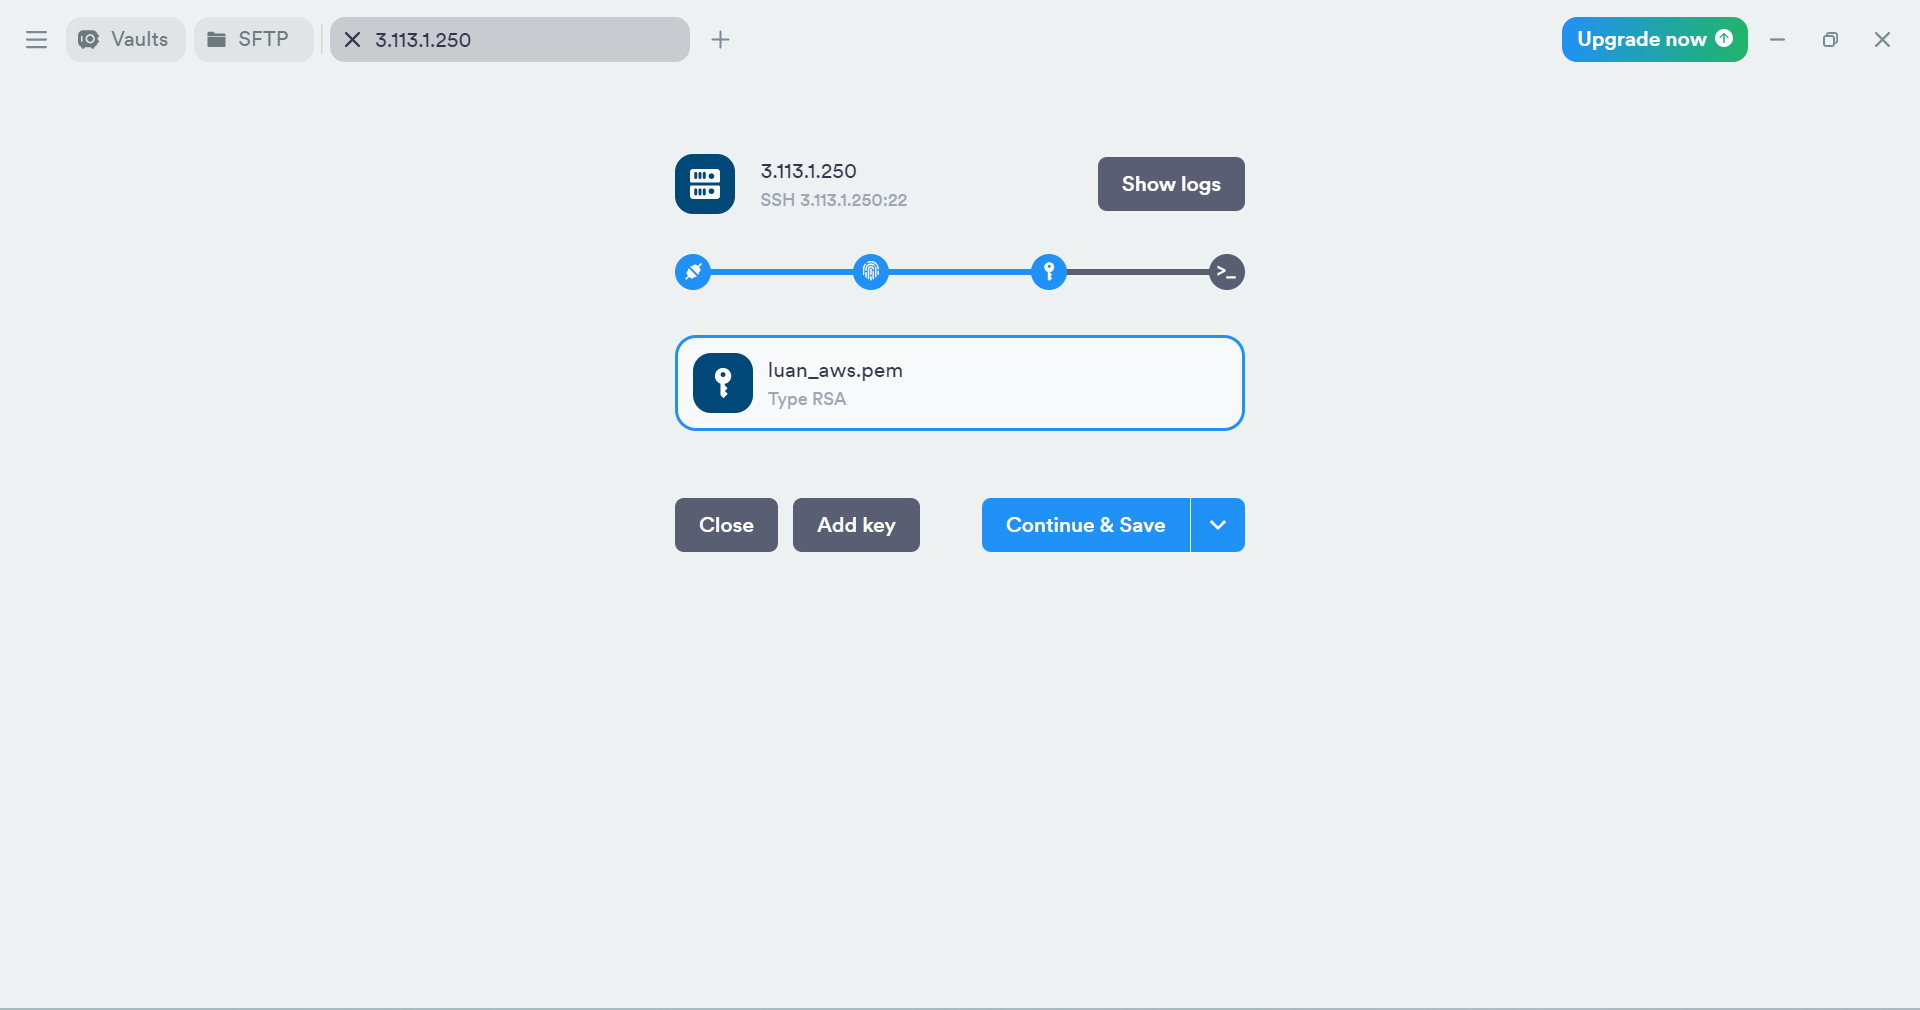 Vaults
SFTP
3.113.1.250
Upgrade now
3.113.1.250
SSH 3.113.1.250:22
Show logs
luan_aws.pem
Type RSA
Close
Add key
Continue & Save